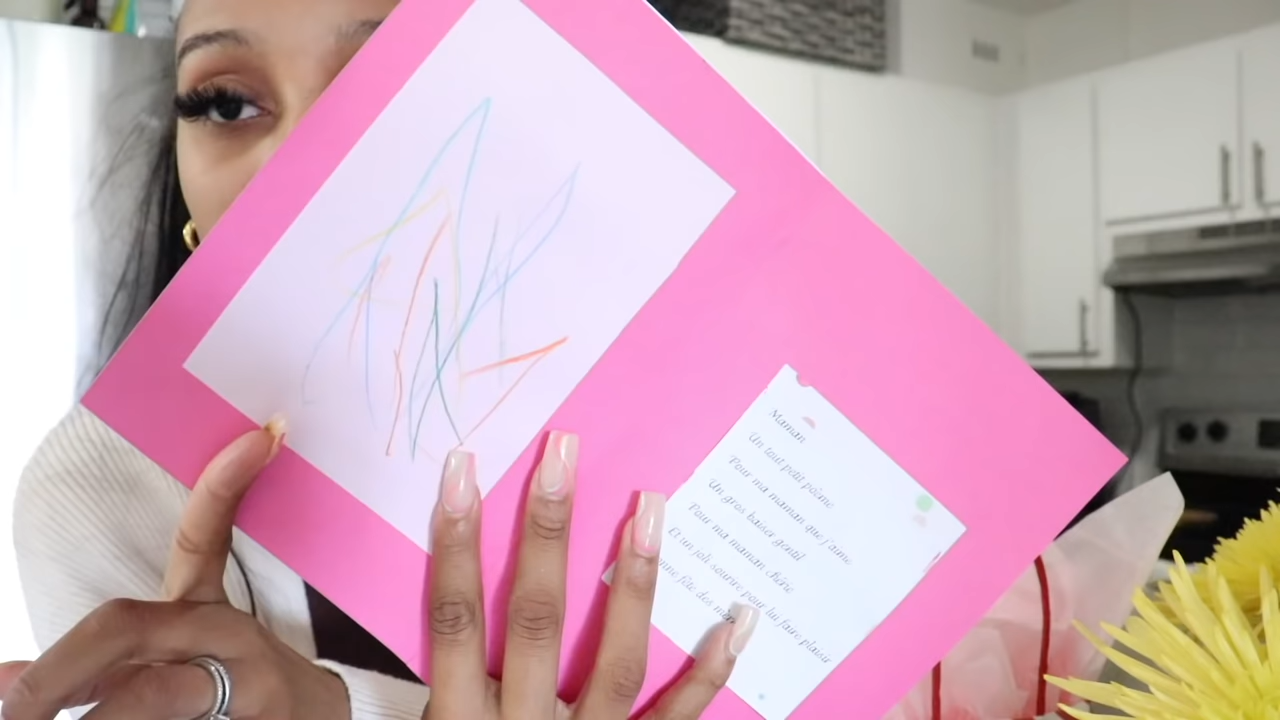 Maman
Un tout petit poème
Pour ma maman que j'aime
Un gros baiser gentil
Pour ma maman chérie
Et un joli sourire pour lui faire plaisir
fête des